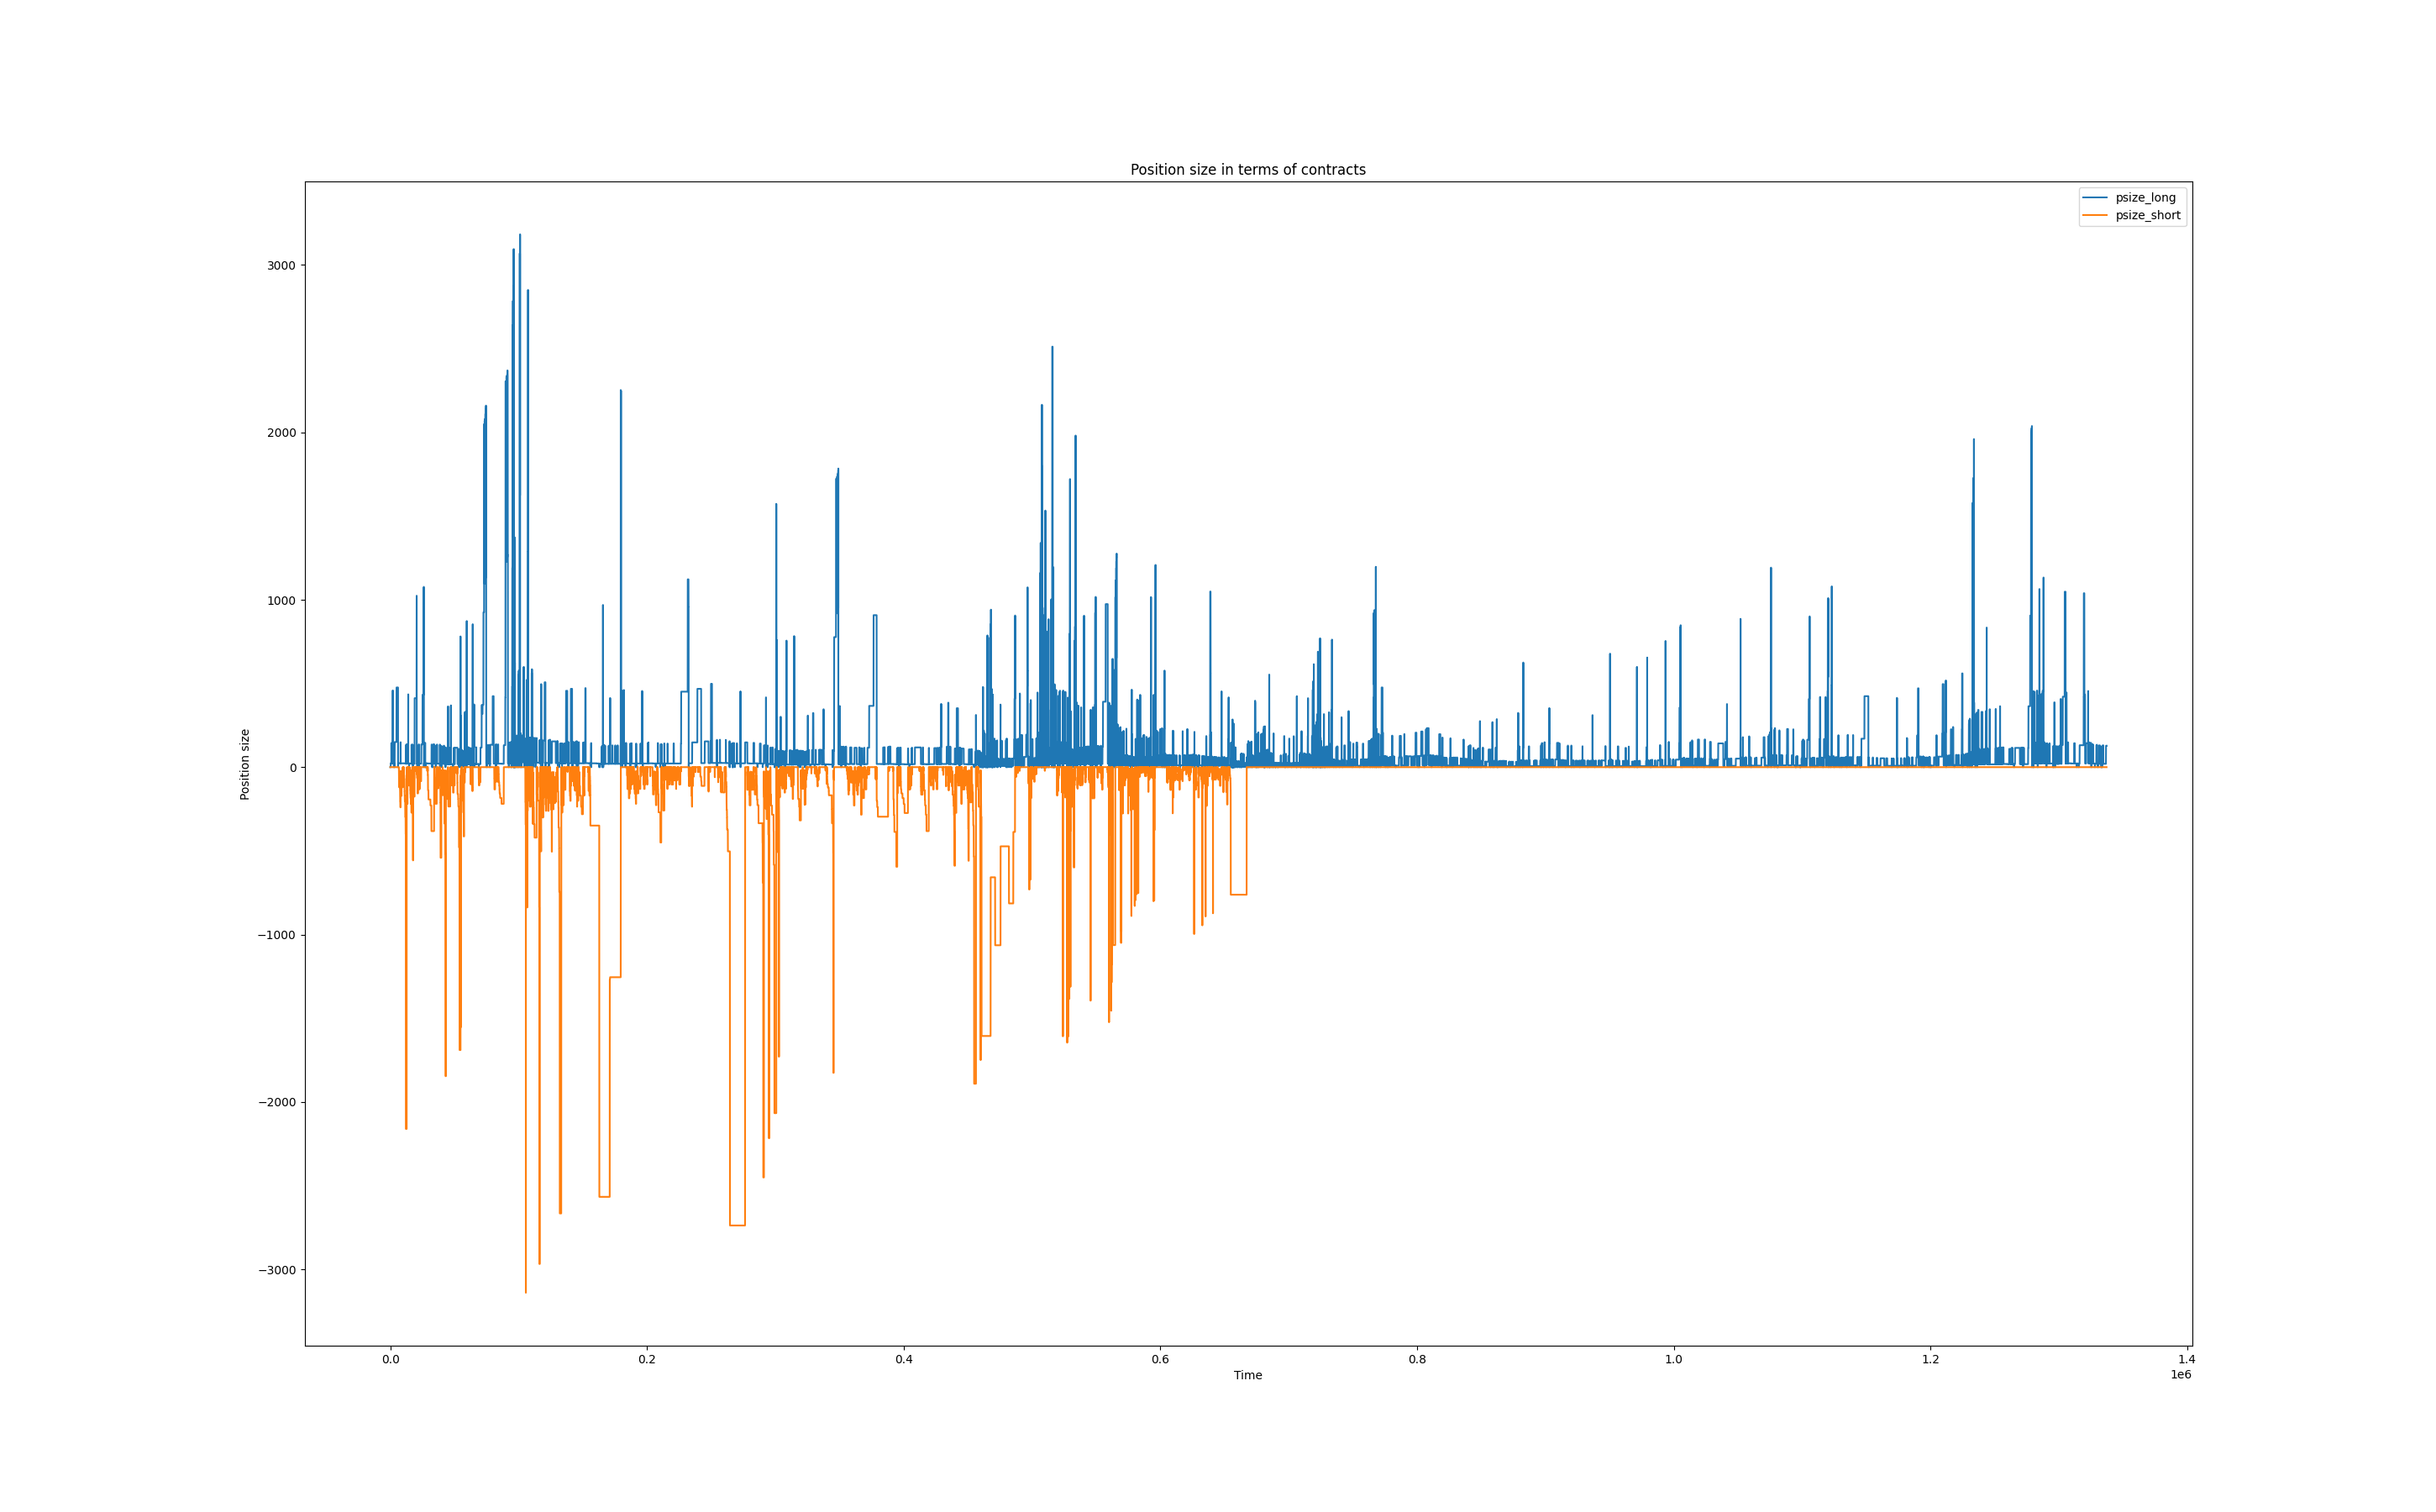 Position size in terms of contracts
psize_long
psize_short
Position size
3000
2000
1000
0
−1000
−2000
−3000
0.0
0.2
0.4
0.6
0.8
1.0
1.2
1.4
1e6
Time